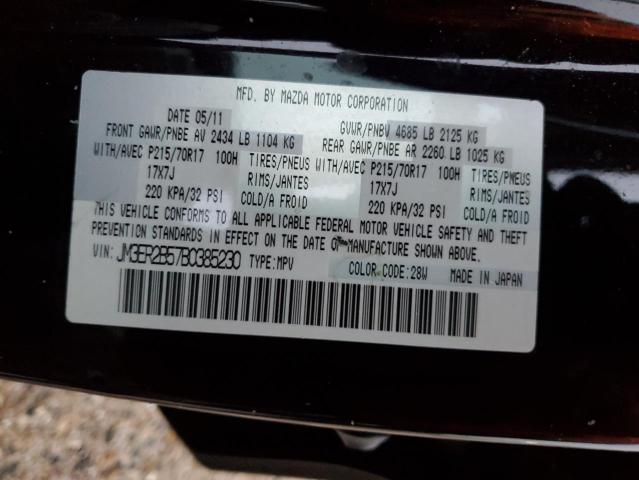 MFD. BY MAZDA MOTOR CORPORATION
DATE 05/11 GVWR/PNBV 4685 LB 2125 KG
FRONT GAWR/PNBE AV 2434 LB 1104 KG REAR GAWR/PNBE AR 2260 LB 1025 KG
WITH/AVEC P215/70R17 100H TIRES/PNEUS WITH/AVEC P215/70R17 100H TIRES/PNEUS
17X7J RIMS/JANTES 17X7J RIMS/JANTES
220 KPA/32 PSI COLD/A FROID 220 KPA/32 PSI COLD/A FROID
THIS VEHICLE CONFORMS TO ALL APPLICABLE FEDERAL MOTOR VEHICLE SAFETY AND THEFT
PREVENTION STANDARDS IN EFFECT ON THE DATE OF MANUFACTURE SHOWN ABOVE.
VIN: JM3ER2B57B0385230 TYPE:MPV COLOR CODE:28W MADE IN JAPAN